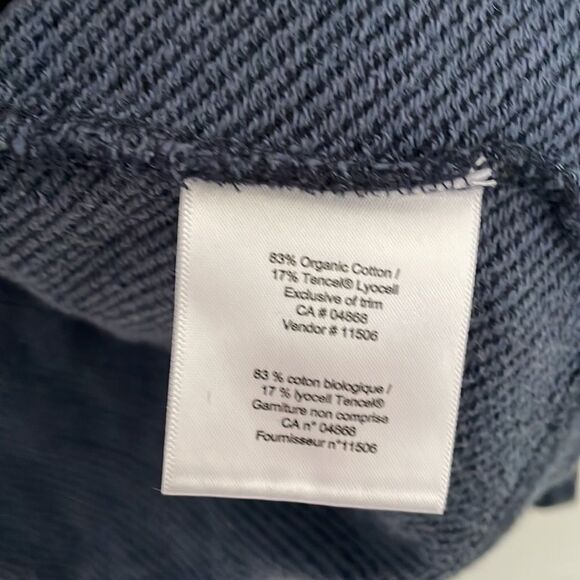 83% Organic Cotton /
17% Tencel® Lyocell
Exclusive of trim
CA # 04868
Vendor # 11506
83 % coton biologique /
17 % lyocell Tencel®
Garniture non comprise
CA n° 04868
Fournisseur n°11506